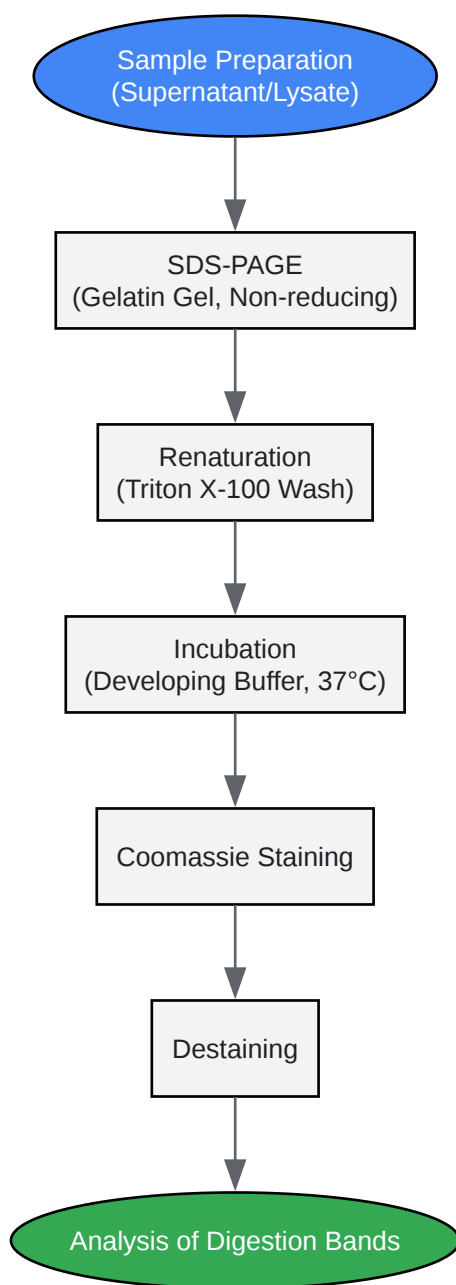 Sample Preparation
(Supernatant/Lysate)
SDS-PAGE
(Gelatin Gel, Non-reducing)
Renaturation
(Triton X-100 Wash)
Incubation
(Developing Buffer, 37°C)
Coomassie Staining
Destaining
Analysis of Digestion Bands